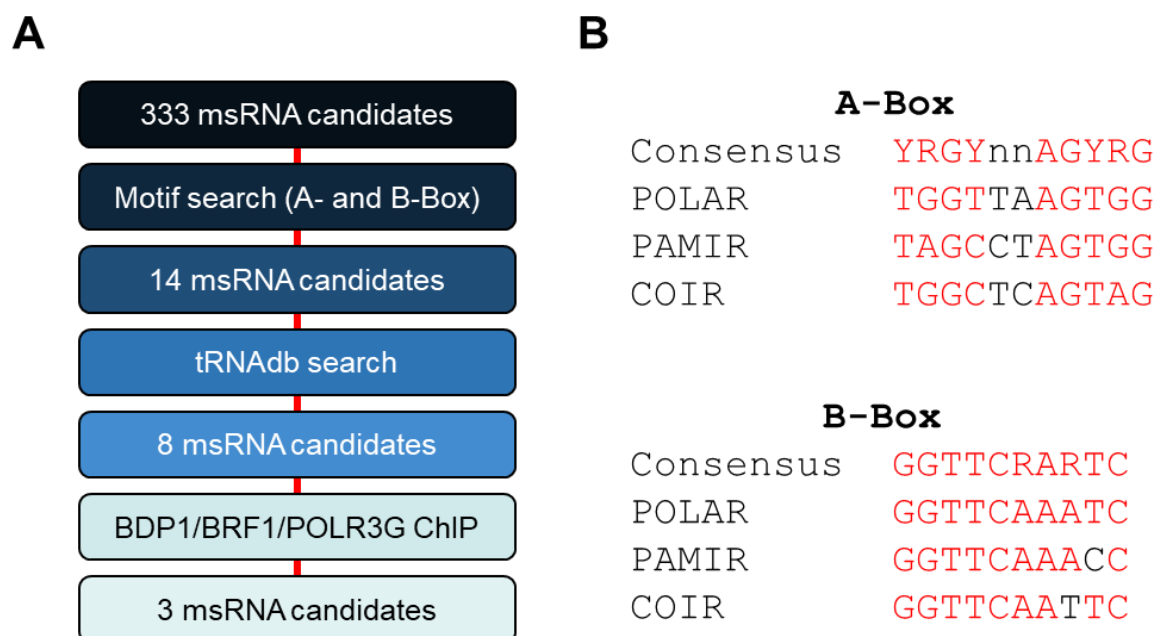 A
333 msRNA candidates
Motif search (A- and B-Box)
14 msRNA candidates
tRNAdb search
8 msRNA candidates
BDP1/BRF1/POLR3G ChIP
3 msRNA candidates
B
A-Box
Consensus YRGYnnAGYRG
POLAR TGGTTAAGTGG
PAMIR TAGCCTAGTGG
COIR TGGCTCAGTAG
B-Box
Consensus GGTTCRARTC
POLAR GGTTCAAATC
PAMIR GGTTCAAACC
COIR GGTTCAATTC